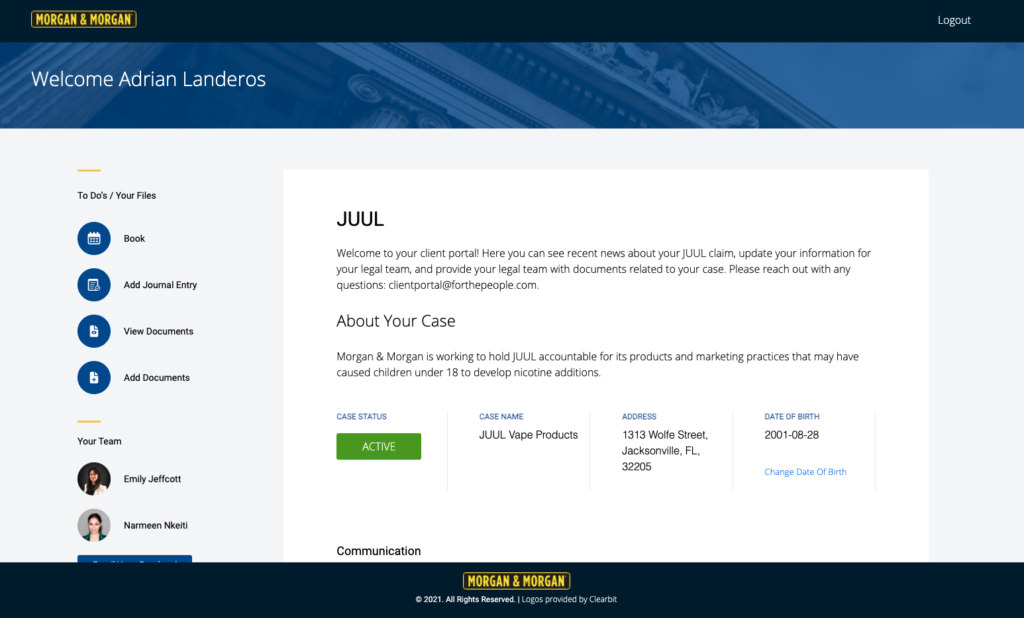 MORGAN & MORGAN
Logout
Welcome Adrian Landeros
To Do's / Your Files
Book
Add Journal Entry
View Documents
Add Documents
Your Team
Emily Jeffcott
Narmeen Nkeiti
JUUL
Welcome to your client portal! Here you can see recent news about your JUUL claim, update your information for
your legal team, and provide your legal team with documents related to your case. Please reach out with any
questions: clientportal@forthepeople.com.
About Your Case
Morgan & Morgan is working to hold JUUL accountable for its products and marketing practices that may have
caused children under 18 to develop nicotine additions.
CASE STATUS
ACTIVE
CASE NAME
JUUL Vape Products
ADDRESS
1313 Wolfe Street,
Jacksonville, FL,
32205
DATE OF BIRTH
2001-08-28
Change Date Of Birth
Communication
MORGAN & MORGAN
© 2021. All Rights Reserved. | Logos provided by Clearbit